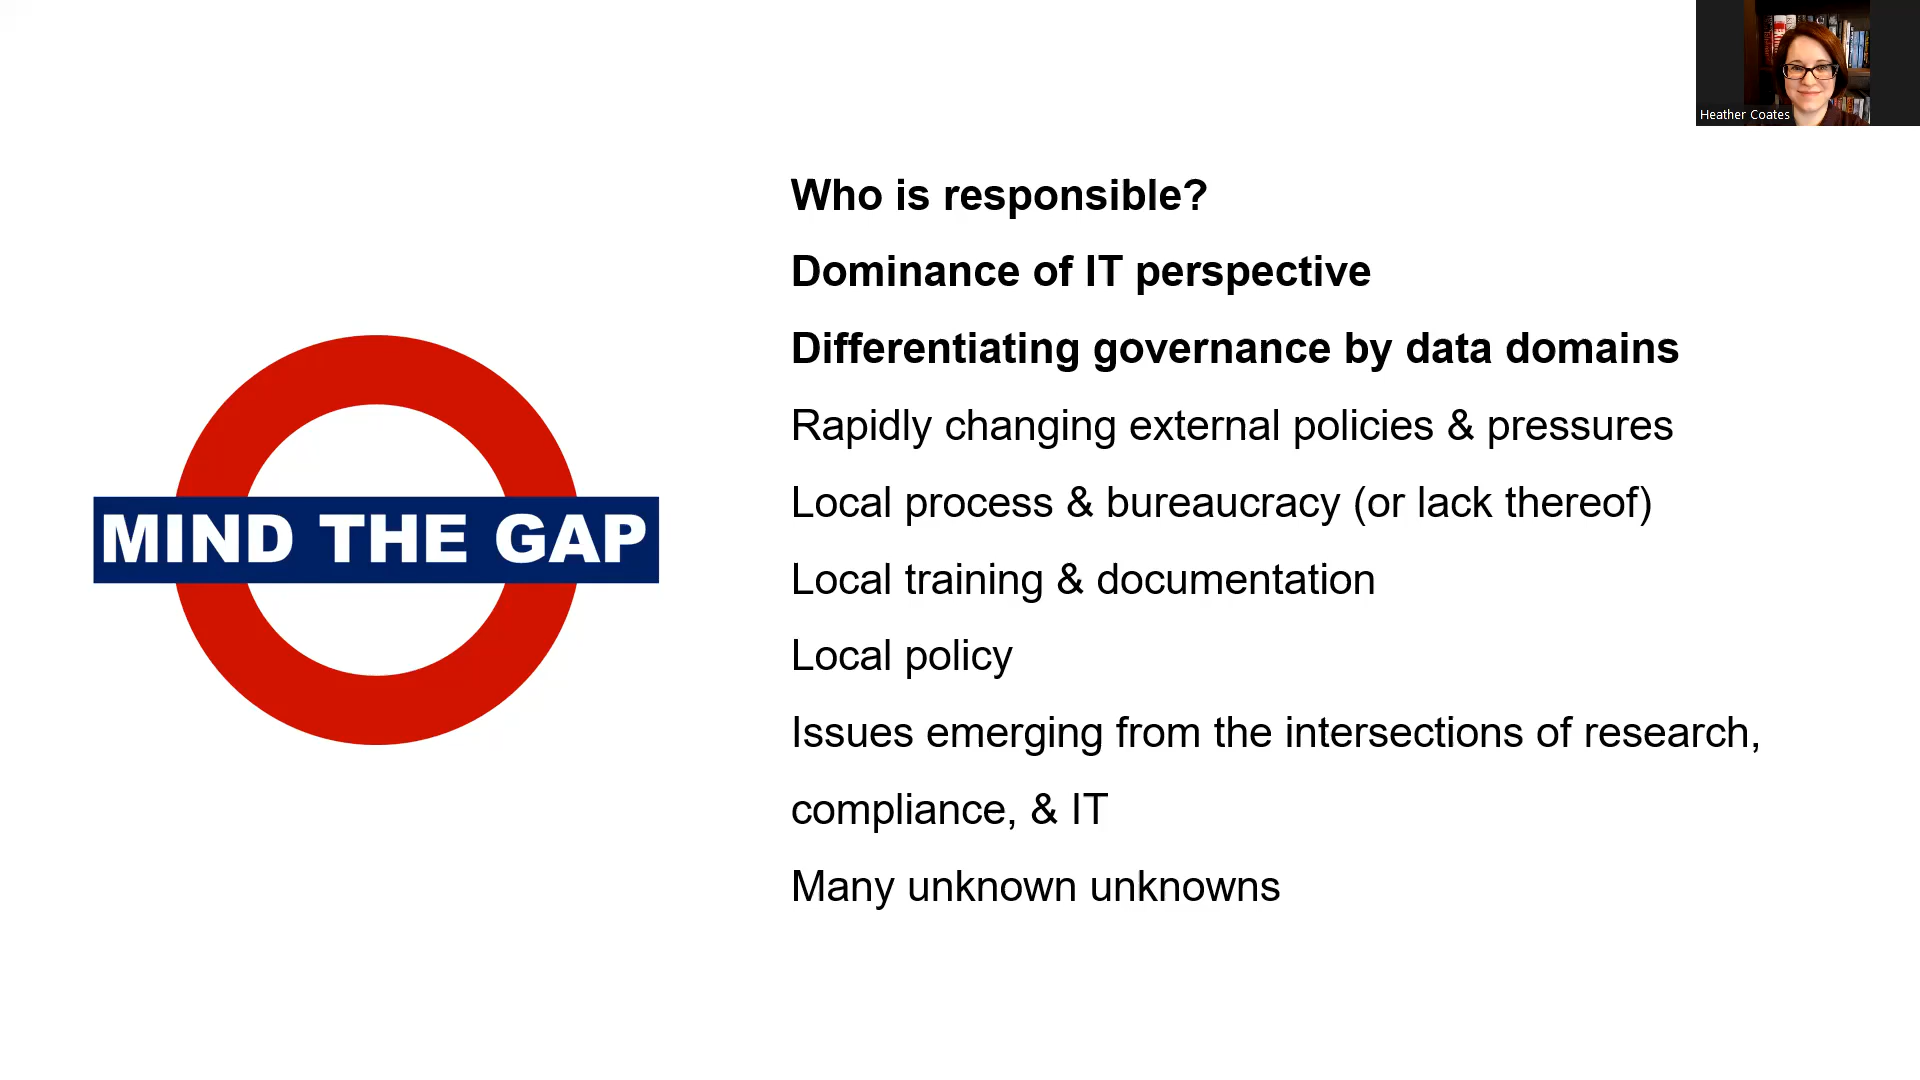 Heather Coates
Who is responsible?
Dominance of IT perspective
Differentiating governance by data domains
Rapidly changing external policies & pressures
Local process & bureaucracy (or lack thereof)
MIND THE GAP
Local training & documentation
Local policy
Issues emerging from the intersections of research,
compliance, & IT
Many unknown unknowns